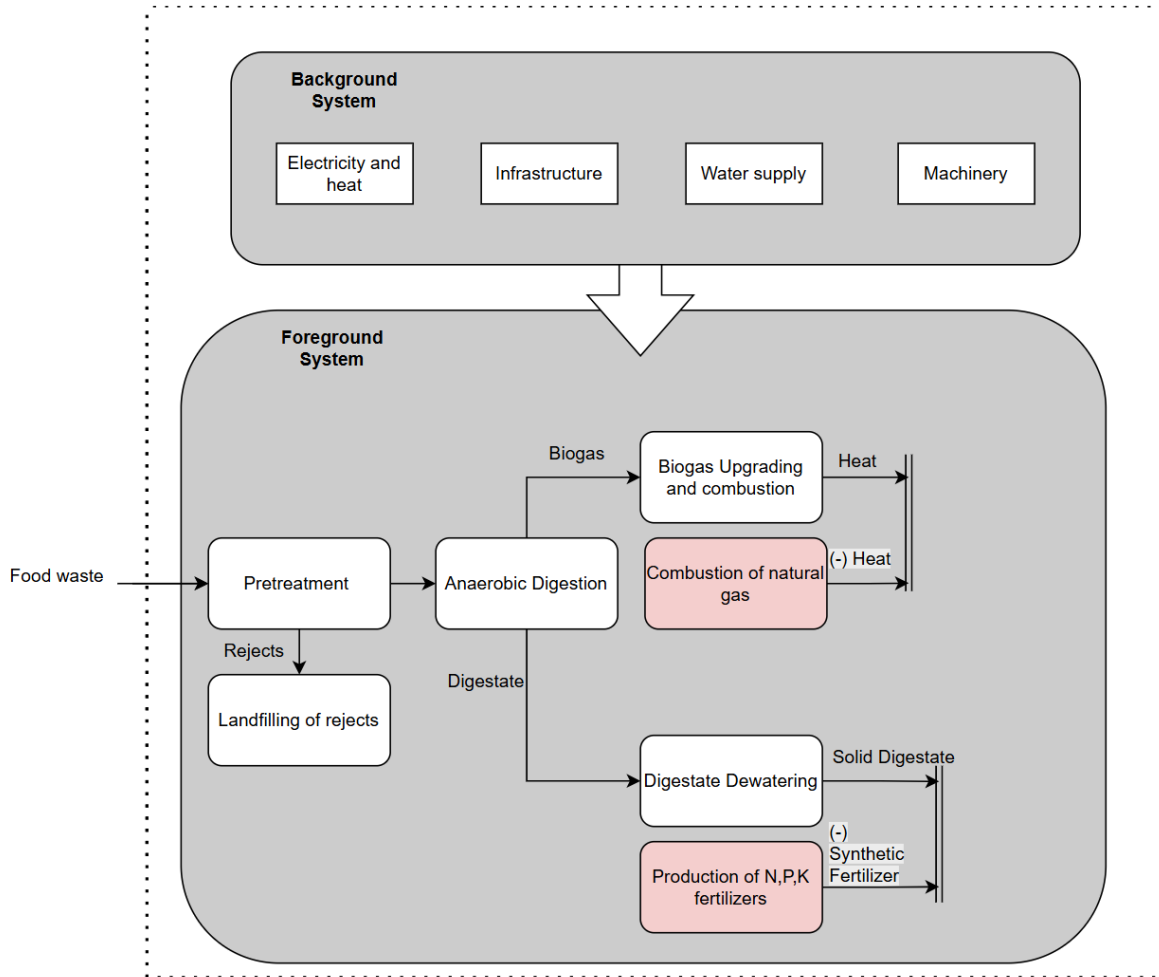 Background
System
Electricity and
heat
Infrastructure
Water supply
Machinery
Foreground
System
Biogas
Biogas Upgrading
and combustion
Heat
Food waste
Pretreatment
Anaerobic Digestion
Combustion of natural
gas
(-) Heat
Rejects
Landfilling of rejects
Digestate
Digestate Dewatering
Solid Digestate
Production of N,P,K
fertilizers
(-)
Synthetic
Fertilizer